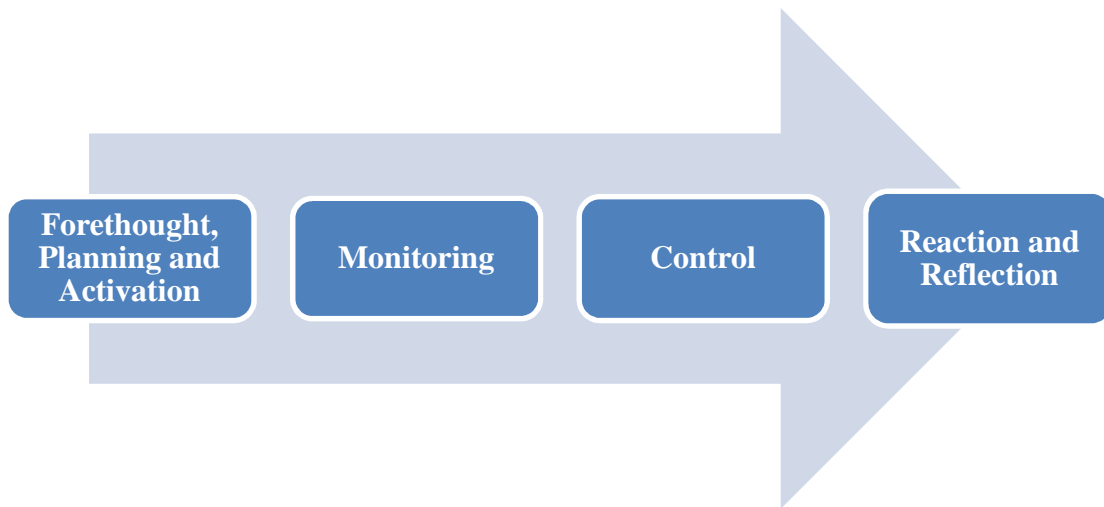 Forethought,
Planning and
Activation
Monitoring
Control
Reaction and
Reflection